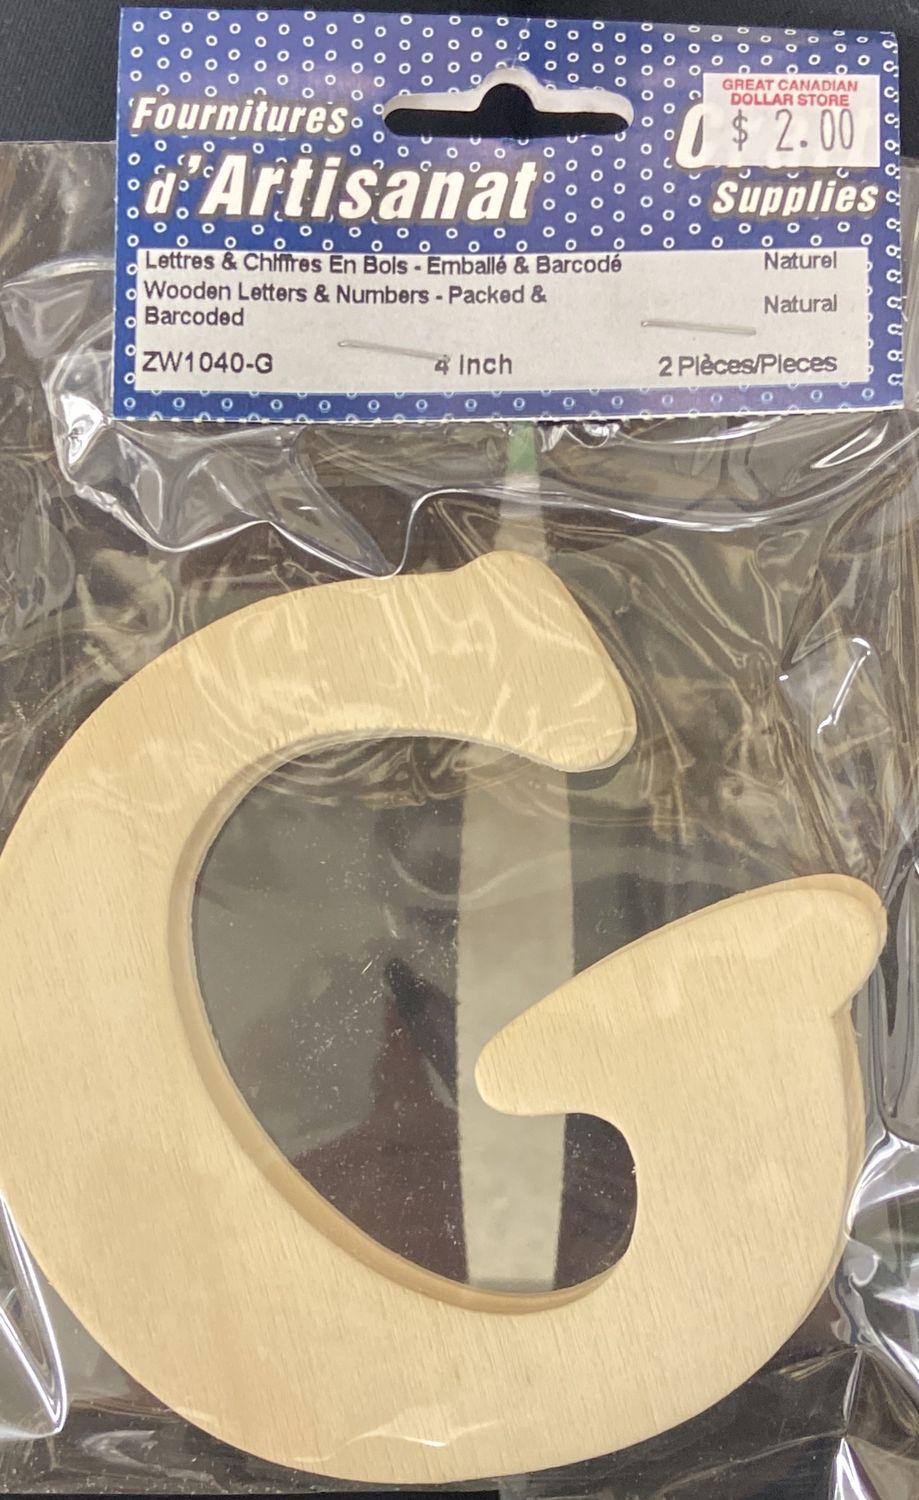 Fournitures
d'Artisanat
GREAT CANADIAN
DOLLAR STORE
$ 2.00
Supplies
Lettres & Chiffres En Bois - Emballé & Barcodé
Naturel
Wooden Letters & Numbers - Packed &
Barcoded
Natural
ZW1040-G
4 Inch
2 Pièces/Pieces
G